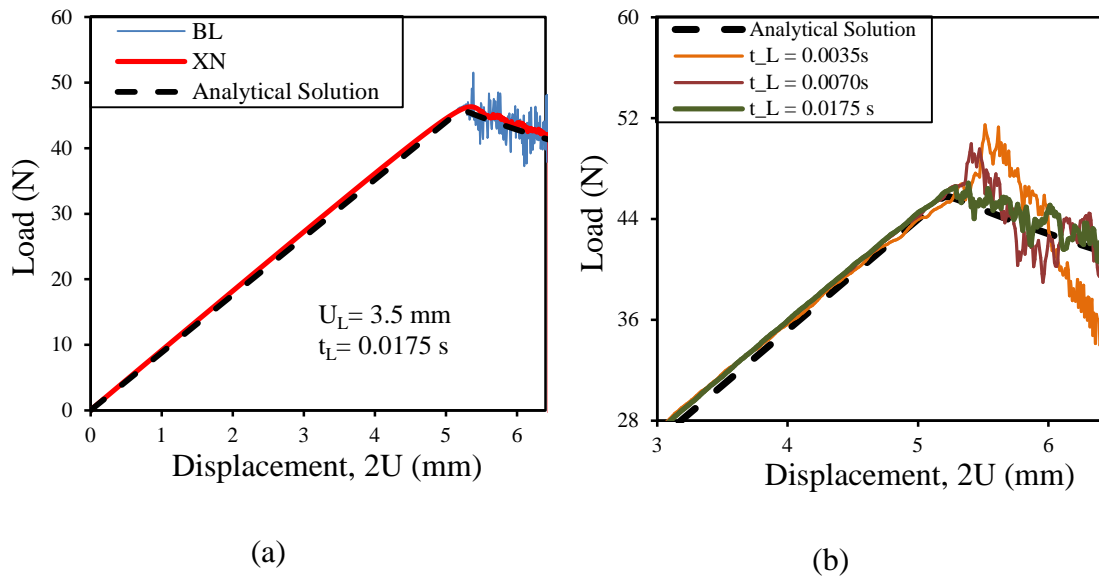 60
50
40
30
20
10
0
Load (N)
BL
XN
Analytical Solution
U_L= 3.5 mm
t_L= 0.0175 s
0 1 2 3 4 5 6
Displacement, 2U (mm)
(a)
60
52
44
36
28
Load (N)
Analytical Solution
t_L = 0.0035s
t_L = 0.0070s
t_L = 0.0175 s
3 4 5 6
Displacement, 2U (mm)
(b)